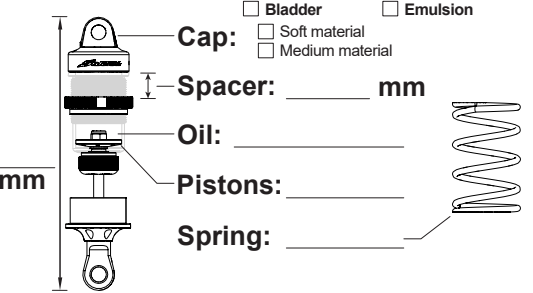 Bladder Emulsion
Cap:
Soft material
Medium material
Spacer: mm
Oil:
mm
Pistons:
Spring: